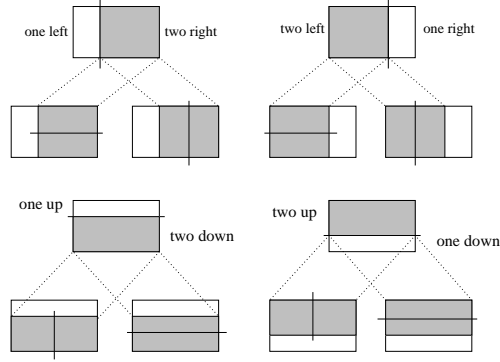 one left
two right
two left
one right
one up
two down
two up
one down